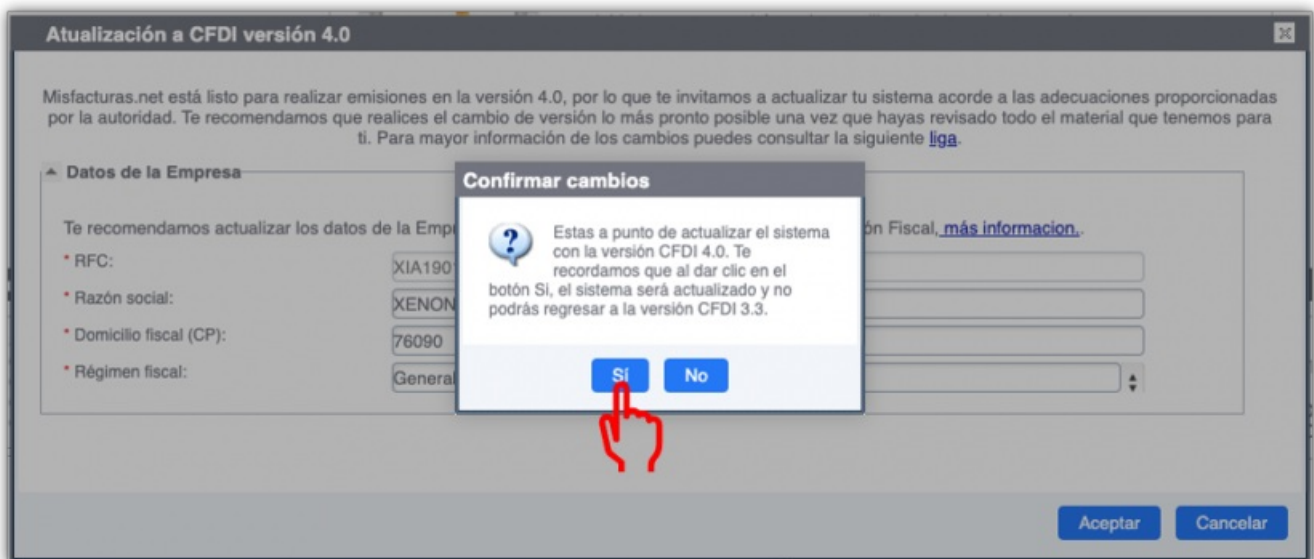 Atualización a CFDI versión 4.0
Misfacturas.net está listo para realizar emisiones en la versión 4.0, por lo que te invitamos a actualizar tu sistema acorde a las adecuaciones proporcionadas
por la autoridad. Te recomendamos que realices el cambio de versión lo más pronto posible una vez que hayas revisado todo el material que tenemos para
ti. Para mayor información de los cambios puedes consultar la siguiente liga.
Datos de la Empresa
Te recomendamos actualizar los datos de la Emp
ón Fiscal, más informacion..
* RFC:
XIA190
* Razón social:
XENON
* Domicilio fiscal (CP):
76090
* Régimen fiscal:
General
Confirmar cambios
Estas a punto de actualizar el sistema
con la versión CFDI 4.0. Te
recordamos que al dar clic en el
botón Si, el sistema será actualizado y no
podrás regresar a la versión CFDI 3.3.
Sí
No
Aceptar
Cancelar